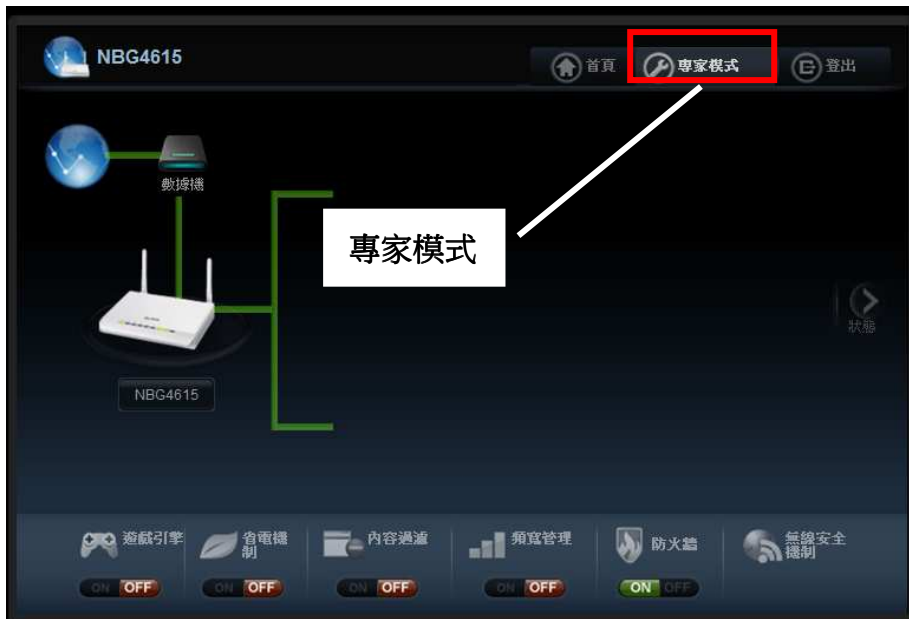 NBG4615
首頁
專家模式
登出
數據機
專家模式
狀態
NBG4615
遊戲引擎
省電機
制
內容過濾
頻寬管理
防火牆
無線安全
機制
ON OFF
ON OFF
ON OFF
ON OFF
ON OFF